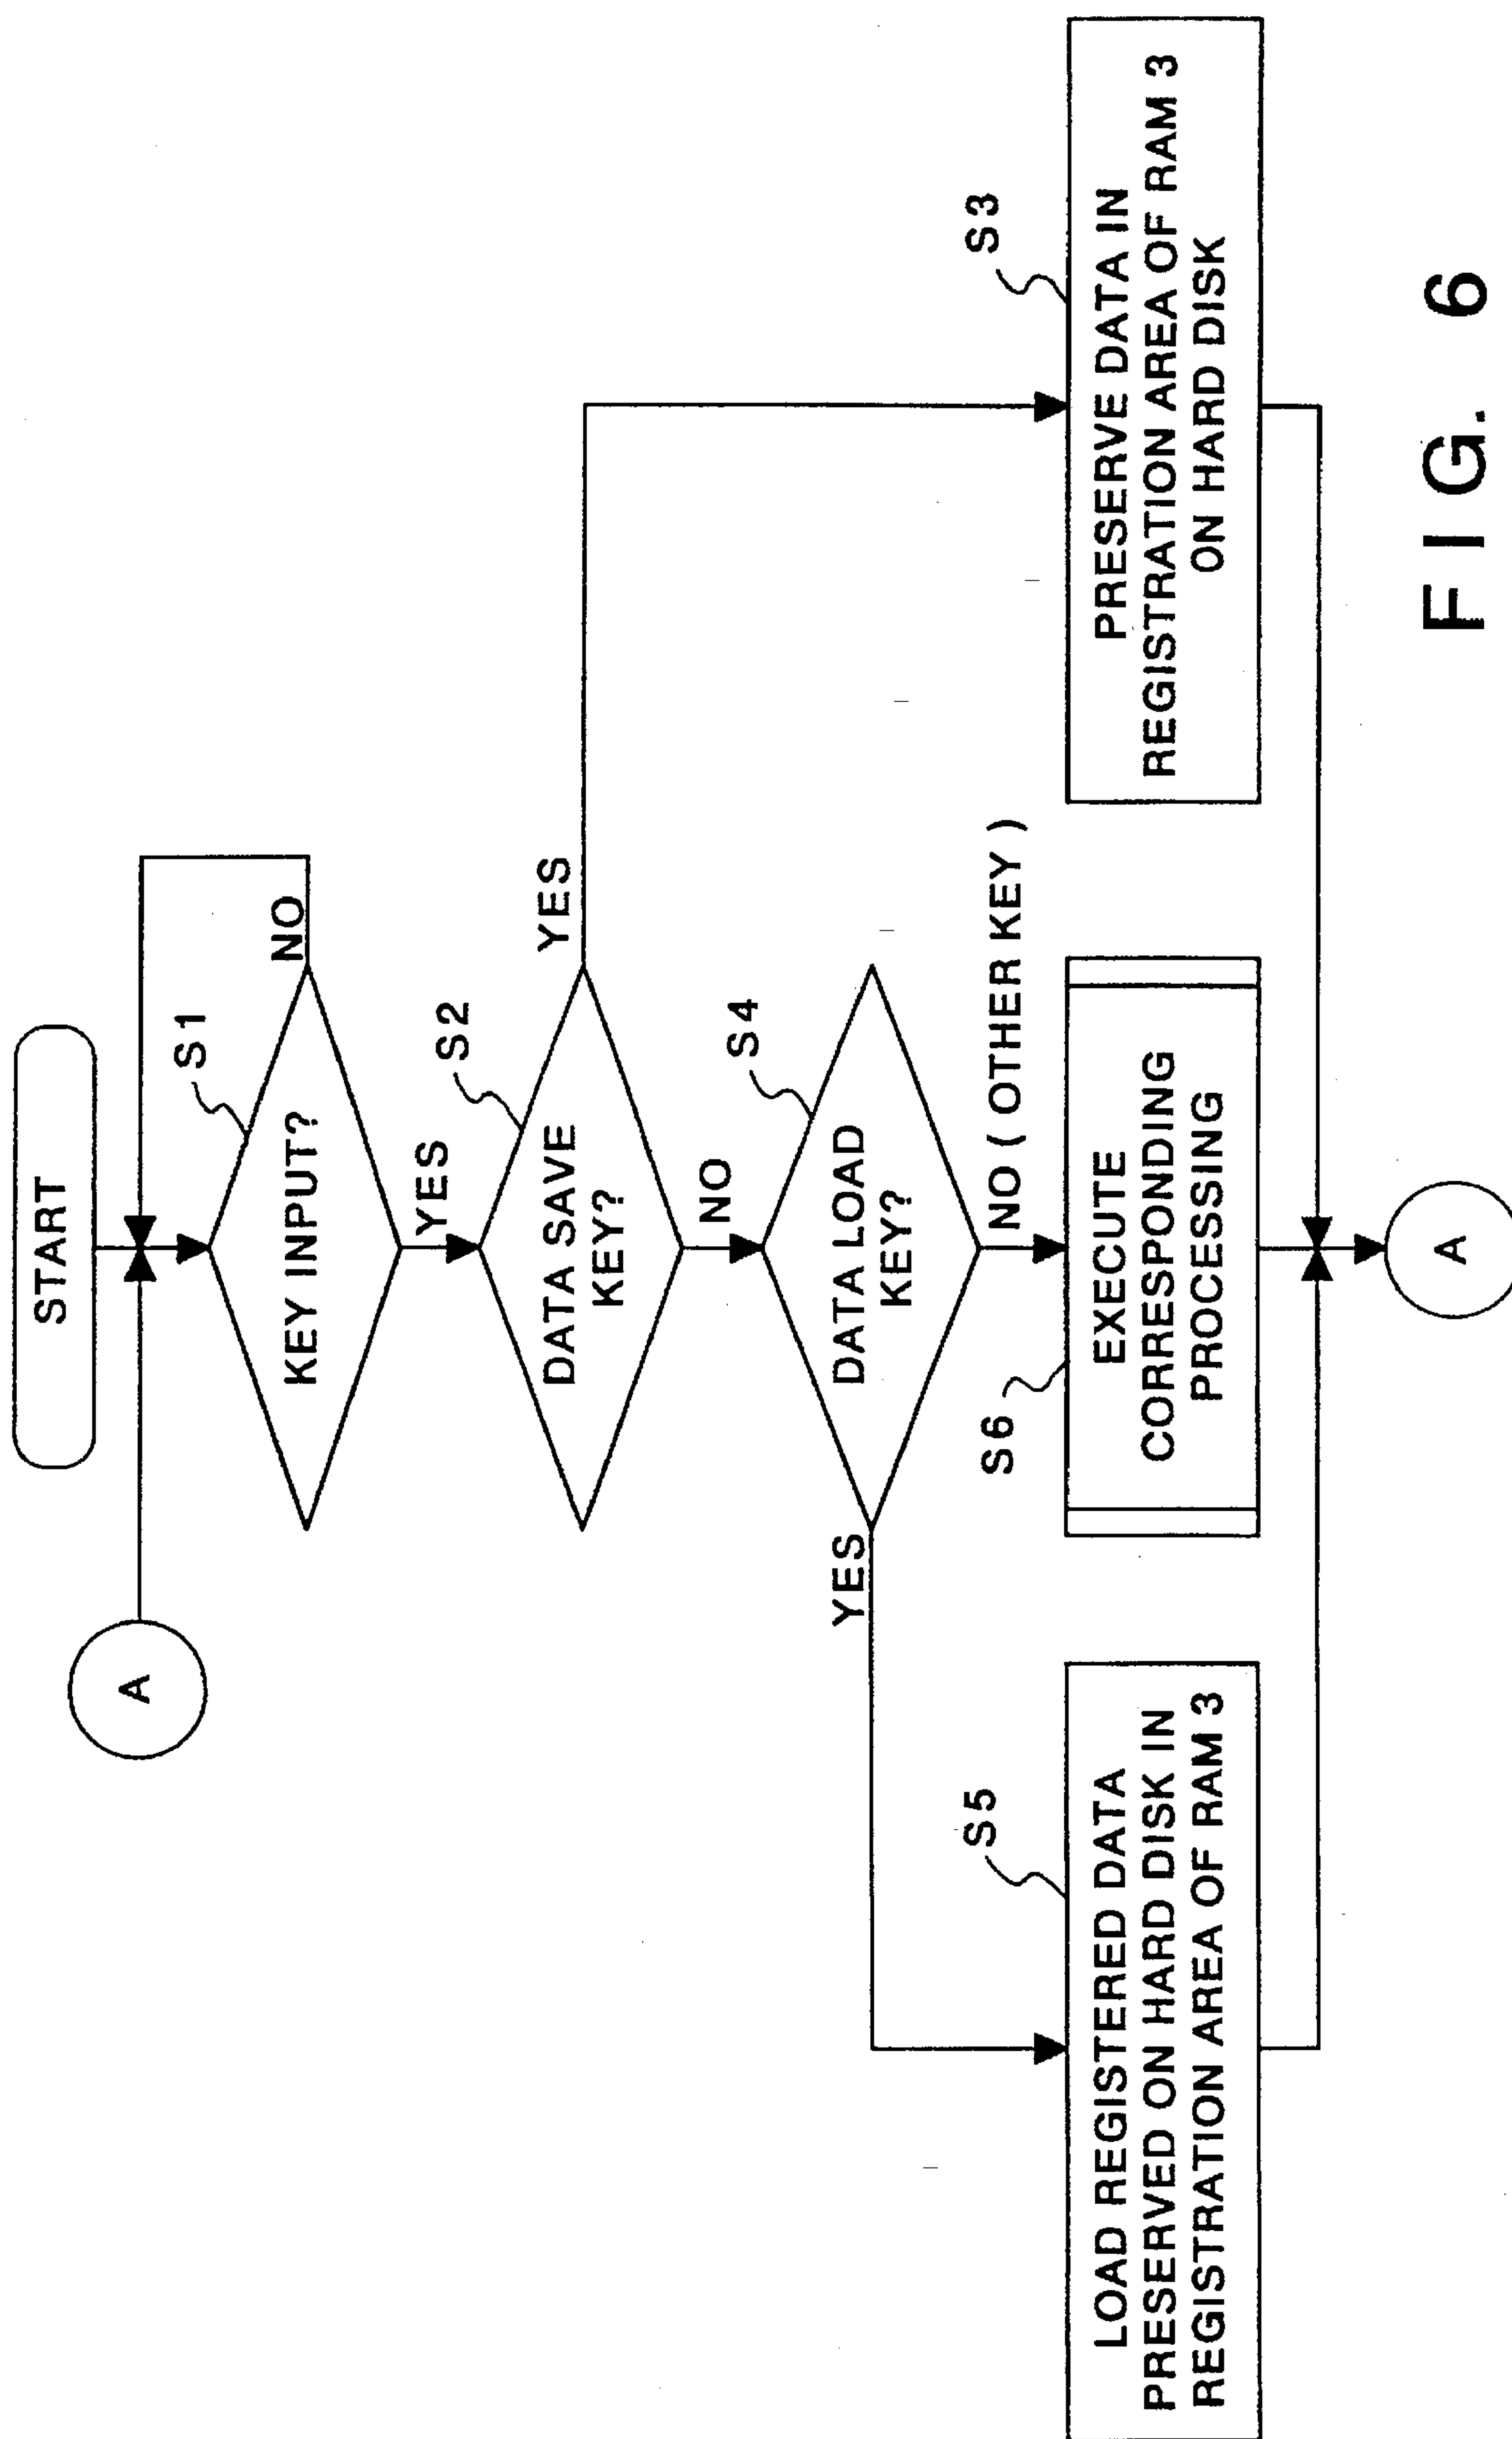 START
A
S1
KEY INPUT?
NO
YES
S2
DATA SAVE
KEY?
YES
NO
S4
DATA LOAD
KEY?
YES
NO ( OTHER KEY )
S5
LOAD REGISTERED DATA
PRESERVED ON HARD DISK IN
REGISTRATION AREA OF RAM 3
S6
EXECUTE
CORRESPONDING
PROCESSING
S3
PRESERVE DATA IN
REGISTRATION AREA OF RAM 3
ON HARD DISK
A
FIG. 6